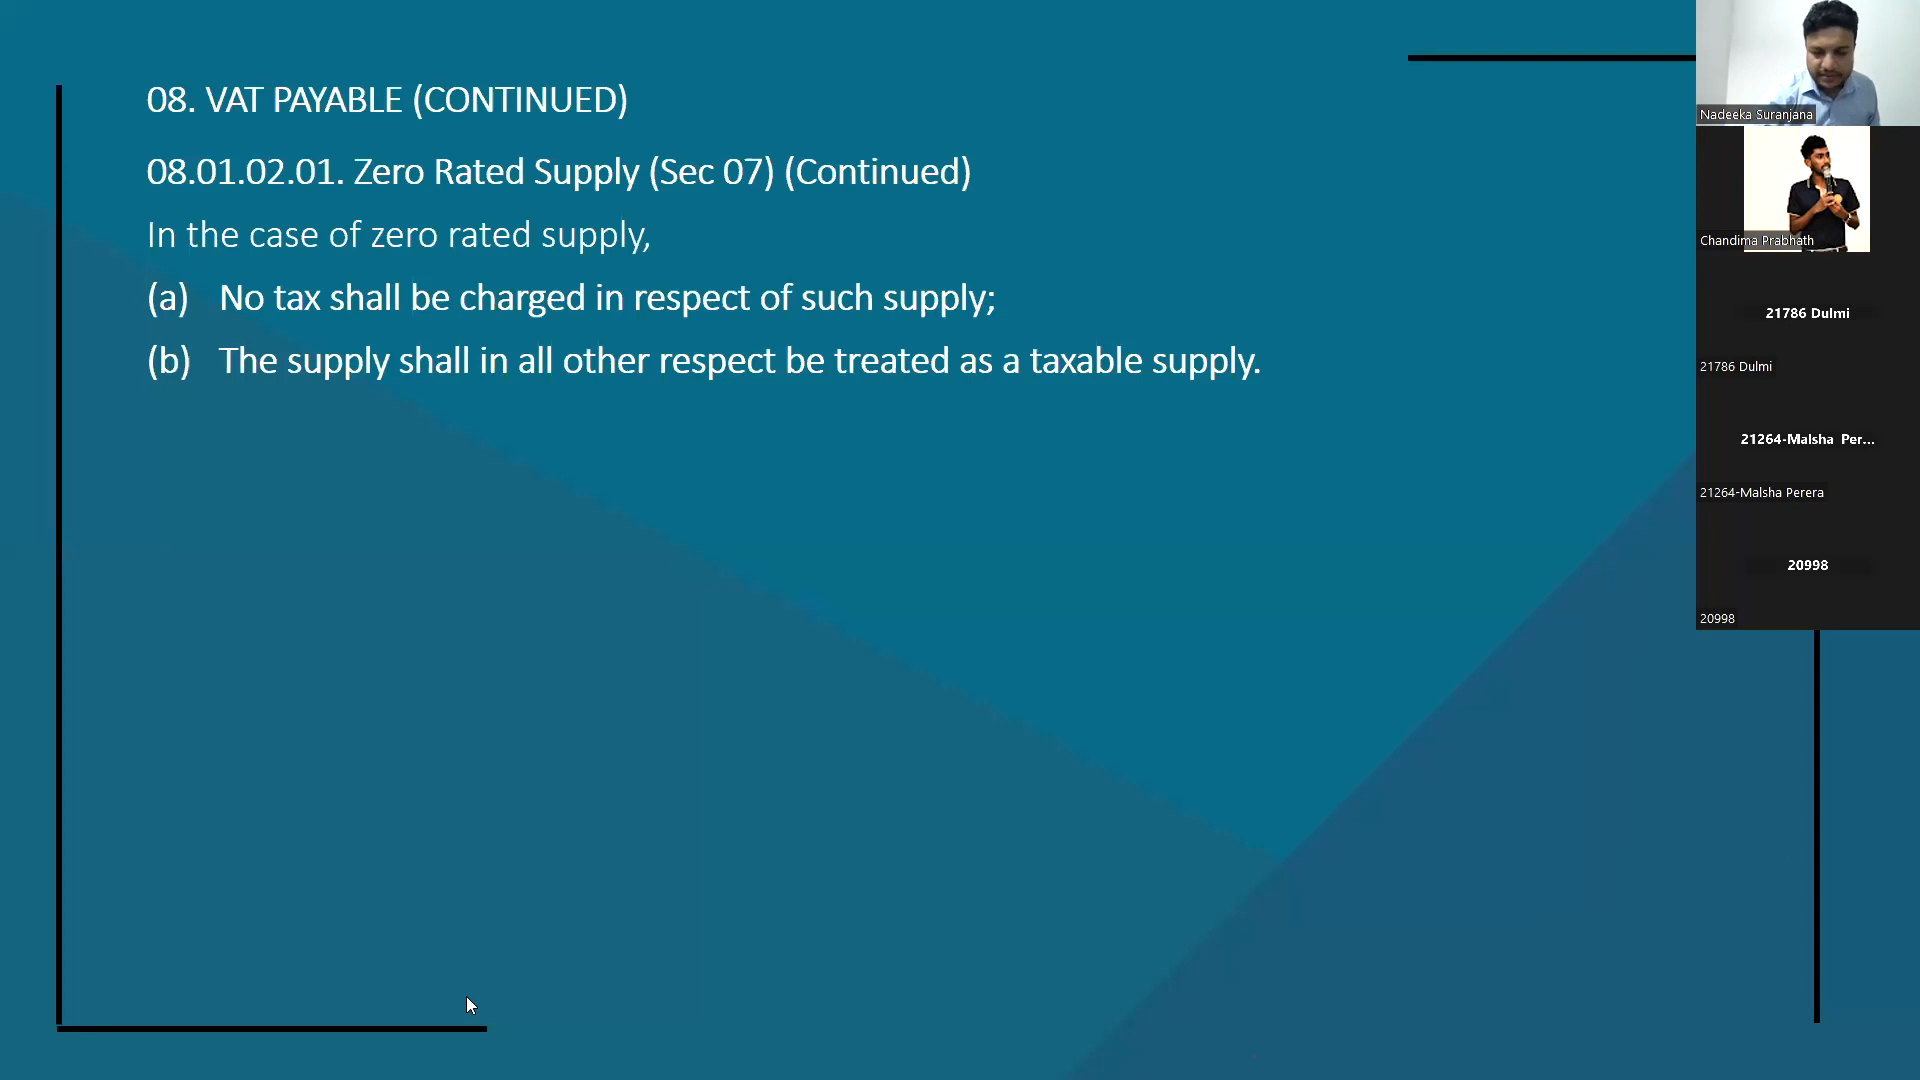 08. VAT PAYABLE (CONTINUED)
08.01.02.01. Zero Rated Supply (Sec 07) (Continued)
In the case of zero rated supply,
(a) No tax shall be charged in respect of such supply;
(b) The supply shall in all other respect be treated as a taxable supply.
Nadeeka Suranjana
Chandima Prabhath
21786 Dulmi
21786 Dulmi
21264-Malsha Per...
21264-Malsha Perera
20998
20998